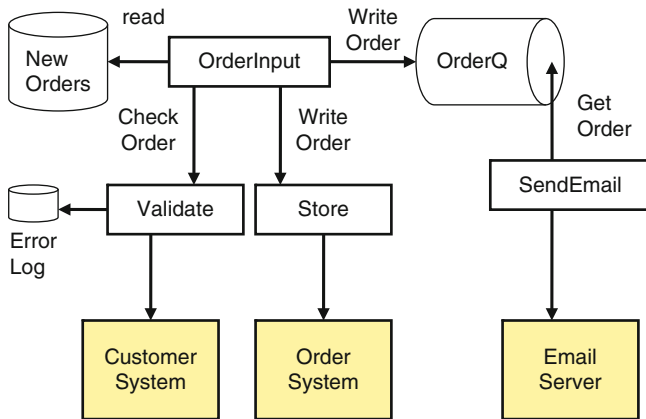 read
Write
Order
New
Orders
OrderInput
OrderQ
Check
Order
Write
Order
Get
Order
Validate
Store
SendEmail
Error
Log
Customer
System
Order
System
Email
Server